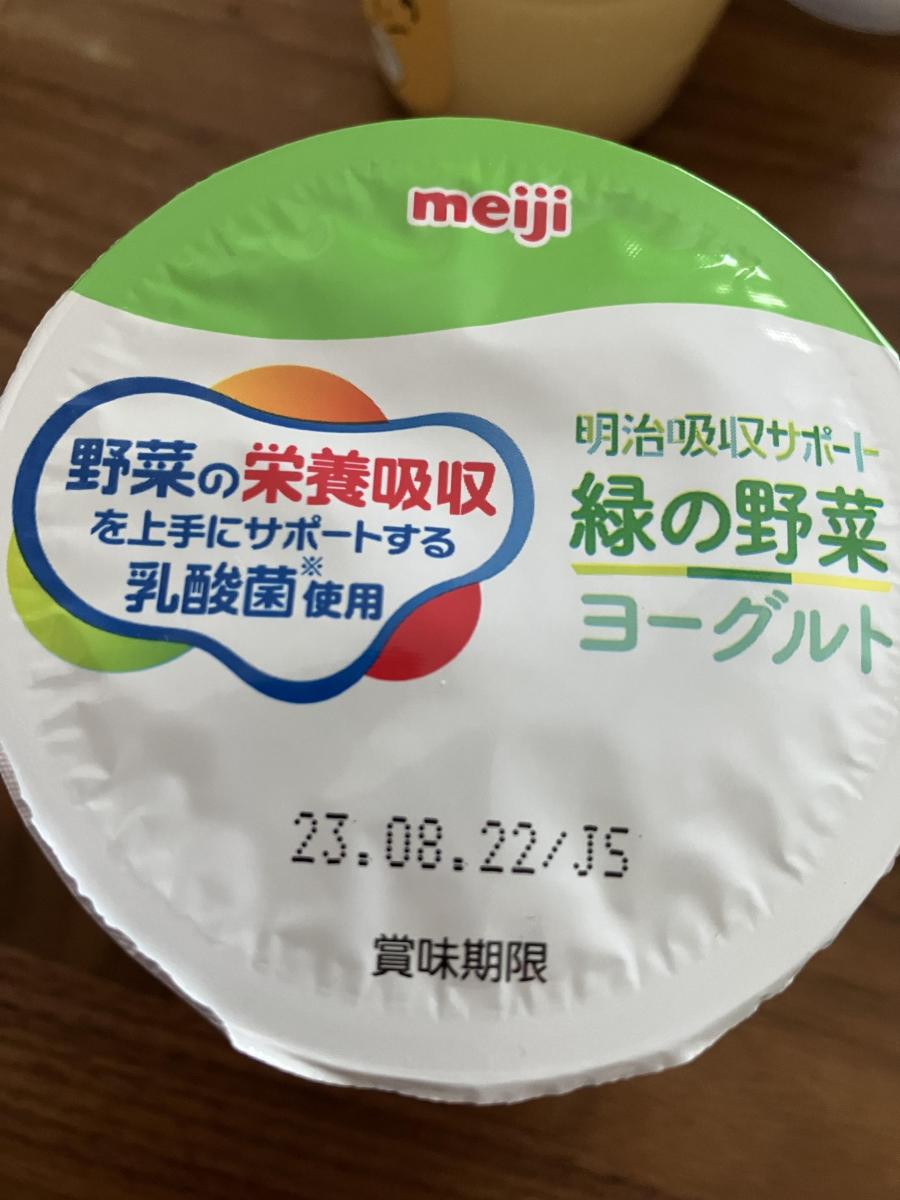 meiji
野菜の栄養吸収
を上手にサポートする
乳酸菌※使用
明治吸収サポート
緑の野菜
ヨーグルト
23.08.22/JS
賞味期限